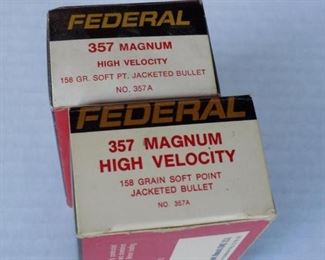 FEDERAL
357 MAGNUM
HIGH VELOCITY
158 GR. SOFT PT. JACKETED BULLET
NO. 357A
FEDERAL
357 MAGNUM
HIGH VELOCITY
158 GRAIN SOFT POINT
JACKETED BULLET
NO. 357A